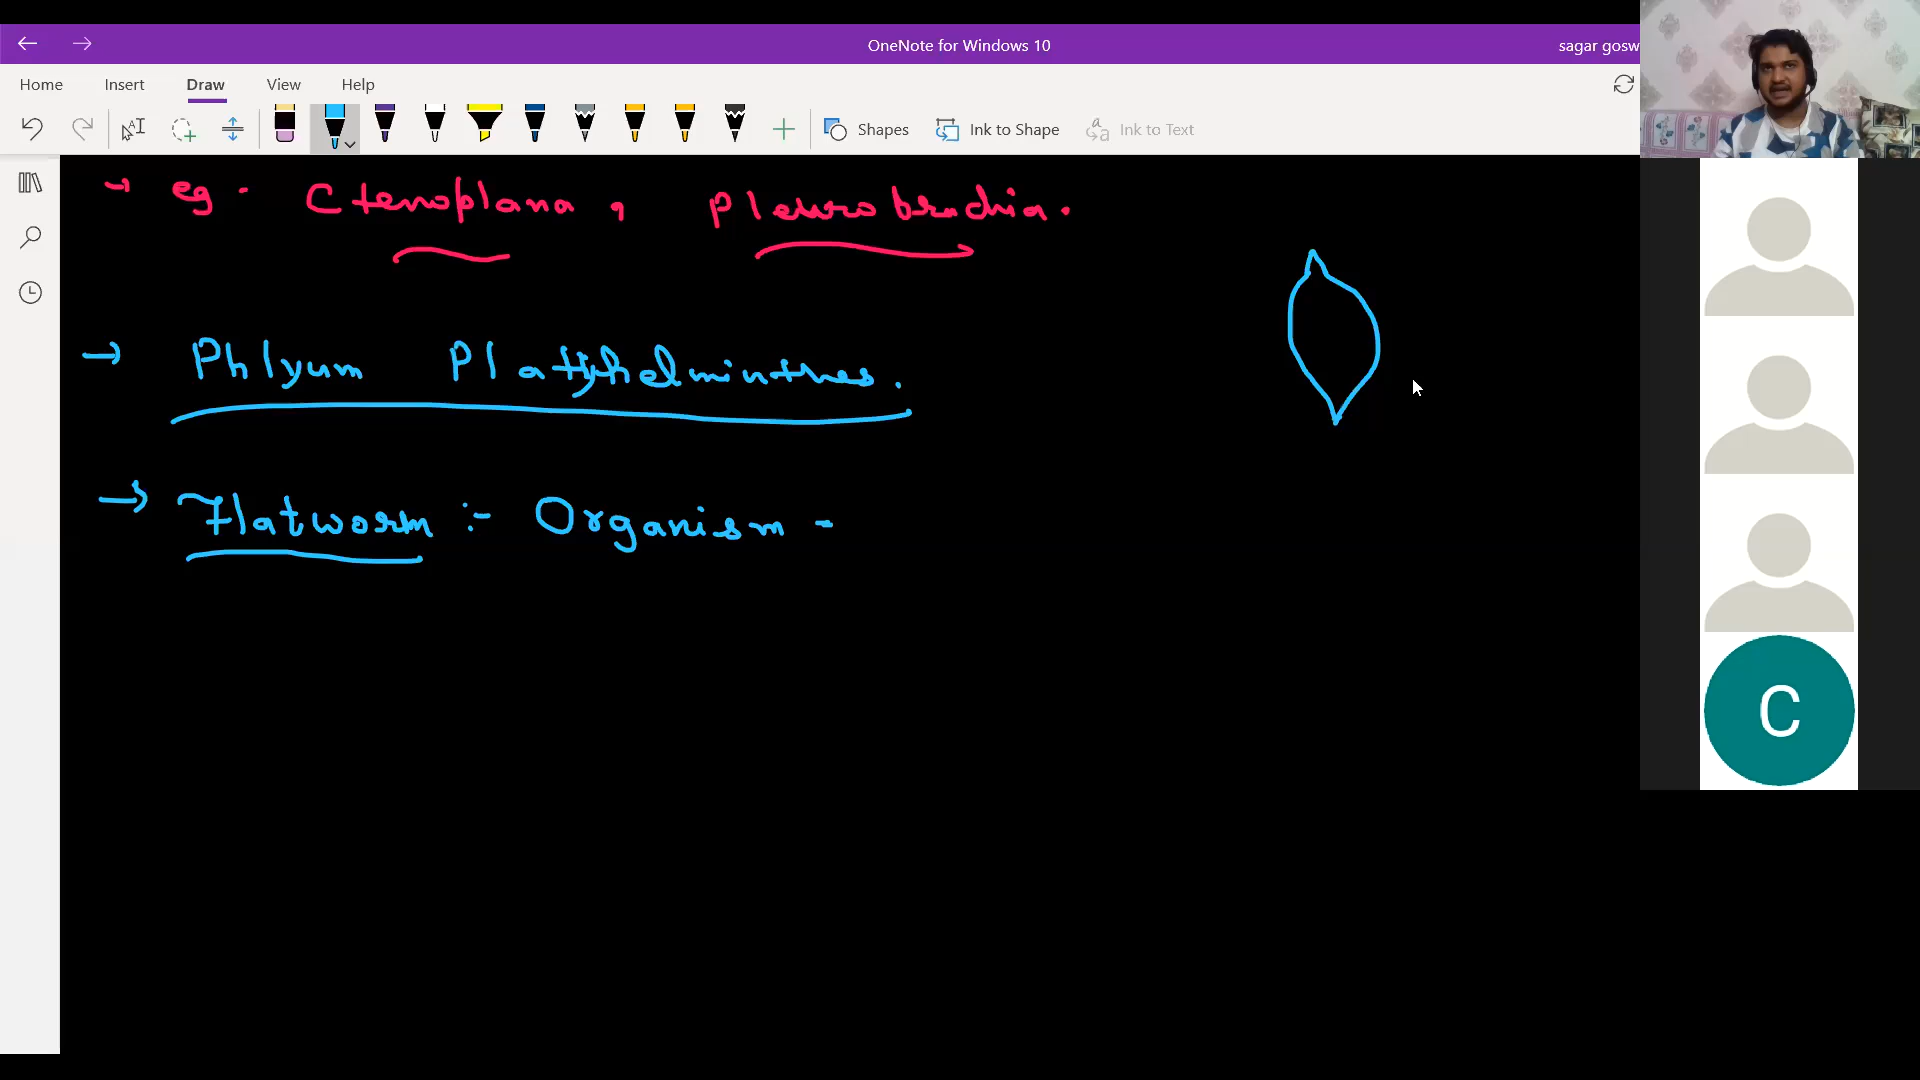 OneNote for Windows 10
sagar gosw
Home Insert Draw View Help
Shapes Ink to Shape Ink to Text
→ eg - Ctenoplana, Pleurobrachia.
→ Phlyum Platyhelminthes.
→ Flatworm :- Organism -
C